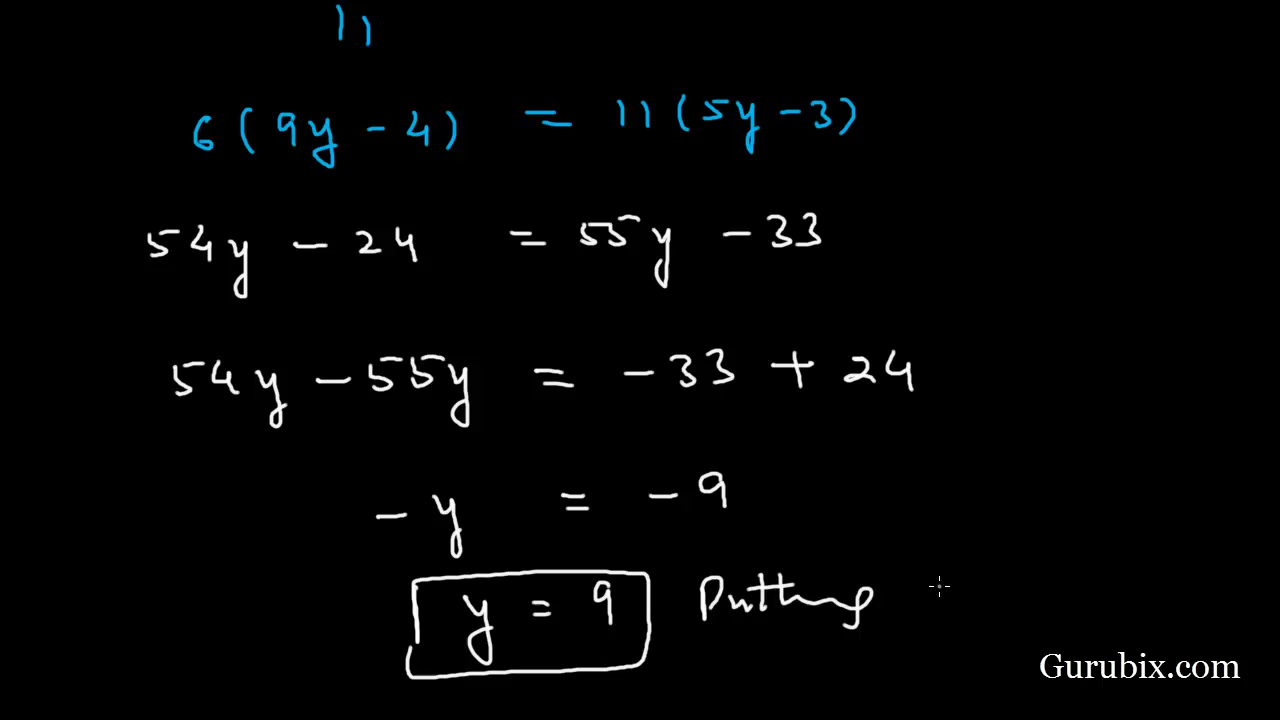 11
6(9y - 4) = 11(5y - 3)
54y - 24 = 55y - 33
54y - 55y = -33 + 24
-y = -9
y = 9 Putting
Gurubix.com